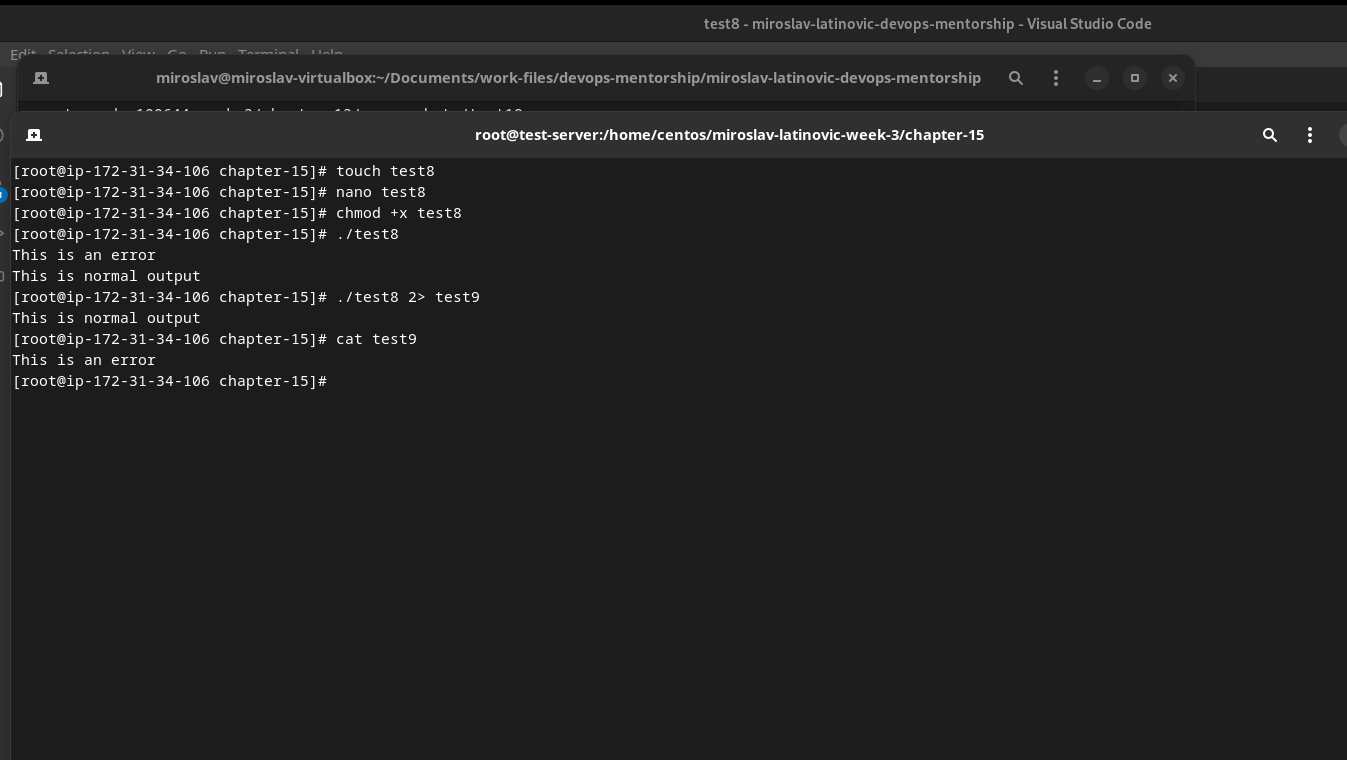 test8 - miroslav-latinovic-devops-mentorship - Visual Studio Code
Edit Selection View Go Run Terminal Help
miroslav@miroslav-virtualbox:~/Documents/work-files/devops-mentorship/miroslav-latinovic-devops-mentorship
root@test-server:/home/centos/miroslav-latinovic-week-3/chapter-15
[root@ip-172-31-34-106 chapter-15]# touch test8
[root@ip-172-31-34-106 chapter-15]# nano test8
[root@ip-172-31-34-106 chapter-15]# chmod +x test8
[root@ip-172-31-34-106 chapter-15]# ./test8
This is an error
This is normal output
[root@ip-172-31-34-106 chapter-15]# ./test8 2> test9
This is normal output
[root@ip-172-31-34-106 chapter-15]# cat test9
This is an error
[root@ip-172-31-34-106 chapter-15]#